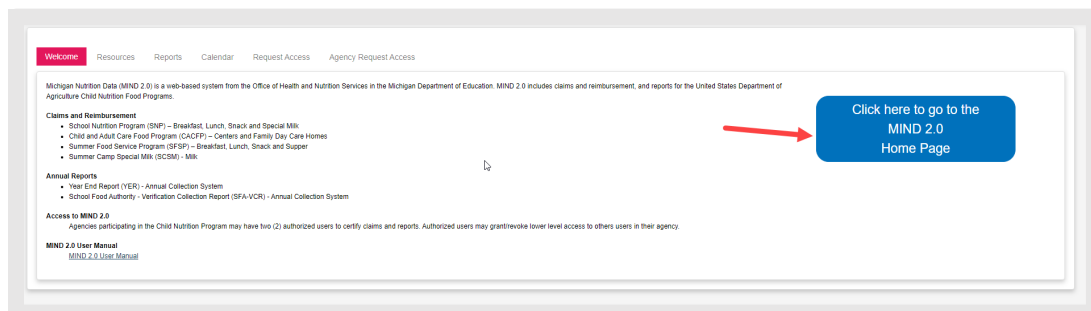 Welcome Resources Reports Calendar Request Access Agency Request Access
Michigan Nutrition Data (MIND 2.0) is a web-based system from the Office of Health and Nutrition Services in the Michigan Department of Education. MIND 2.0 includes claims and reimbursement, and reports for the United States Department of
Agriculture Child Nutrition Food Programs.
Claims and Reimbursement
• School Nutrition Program (SNP) – Breakfast, Lunch, Snack and Special Milk
• Child and Adult Care Food Program (CACFP) – Centers and Family Day Care Homes
• Summer Food Service Program (SFSP) – Breakfast, Lunch, Snack and Supper
• Summer Camp Special Milk (SCSM) - Milk
Annual Reports
• Year End Report (YER) - Annual Collection System
• School Food Authority - Verification Collection Report (SFA-VCR) - Annual Collection System
Access to MIND 2.0
Agencies participating in the Child Nutrition Program may have two (2) authorized users to certify claims and reports. Authorized users may grant/revoke lower level access to others users in their agency.
MIND 2.0 User Manual
MIND 2.0 User Manual
Click here to go to the
MIND 2.0
Home Page